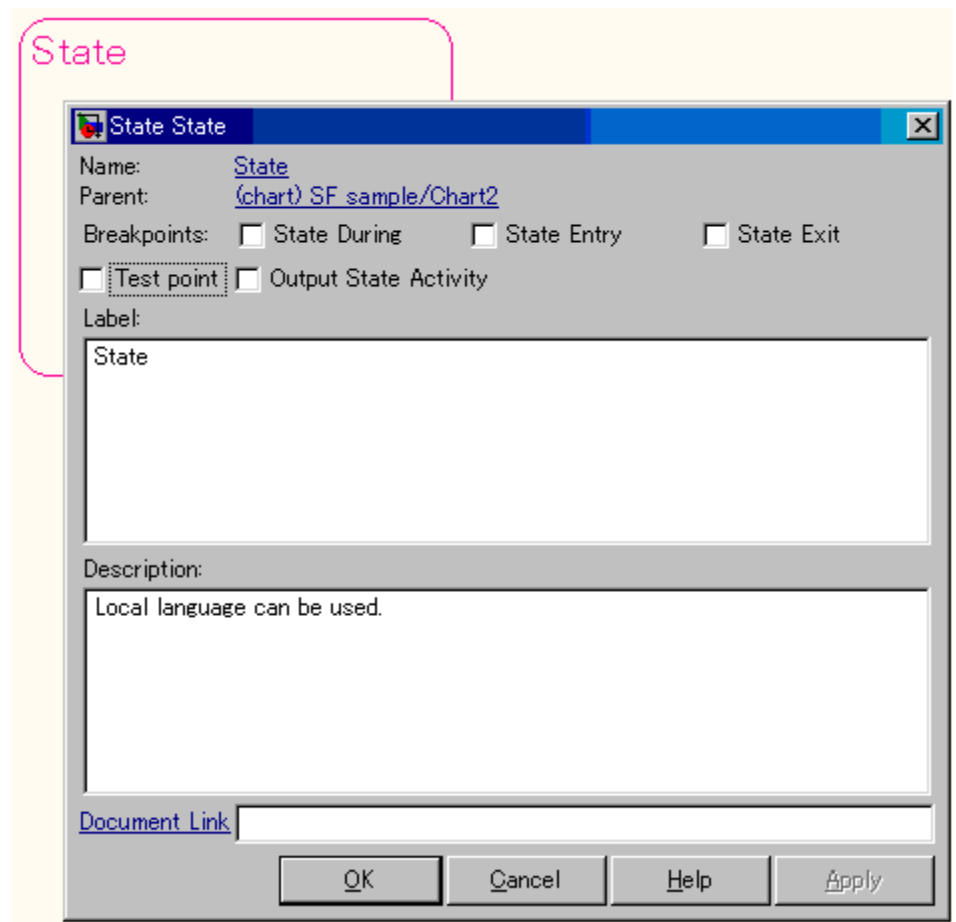 State
State State
Name: State
Parent: (chart) SF sample/Chart2
Breakpoints: State During State Entry State Exit
Test point Output State Activity
Label:
State
Description:
Local language can be used.
Document Link
OK Cancel Help Apply